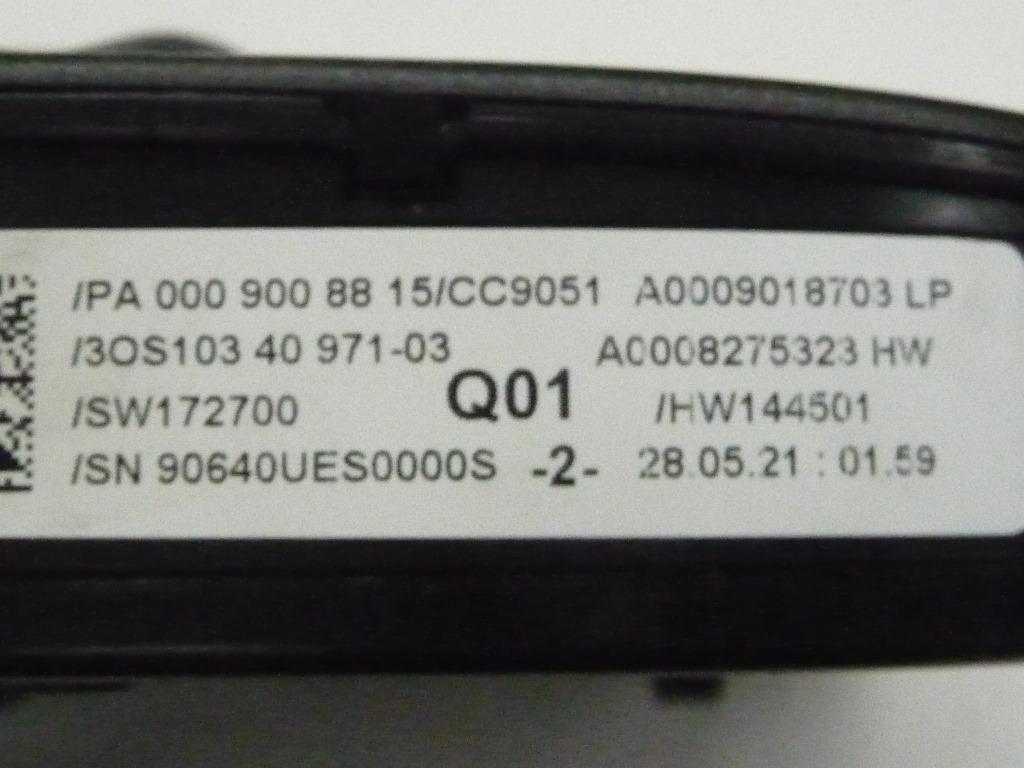 /PA 000 900 88 15/CC9051 A0009018703 LP
/3OS103 40 971-03 A0008275323 HW
/SW172700 Q01 /HW144501
/SN 90640UES0000S -2- 28.05.21 : 01.59